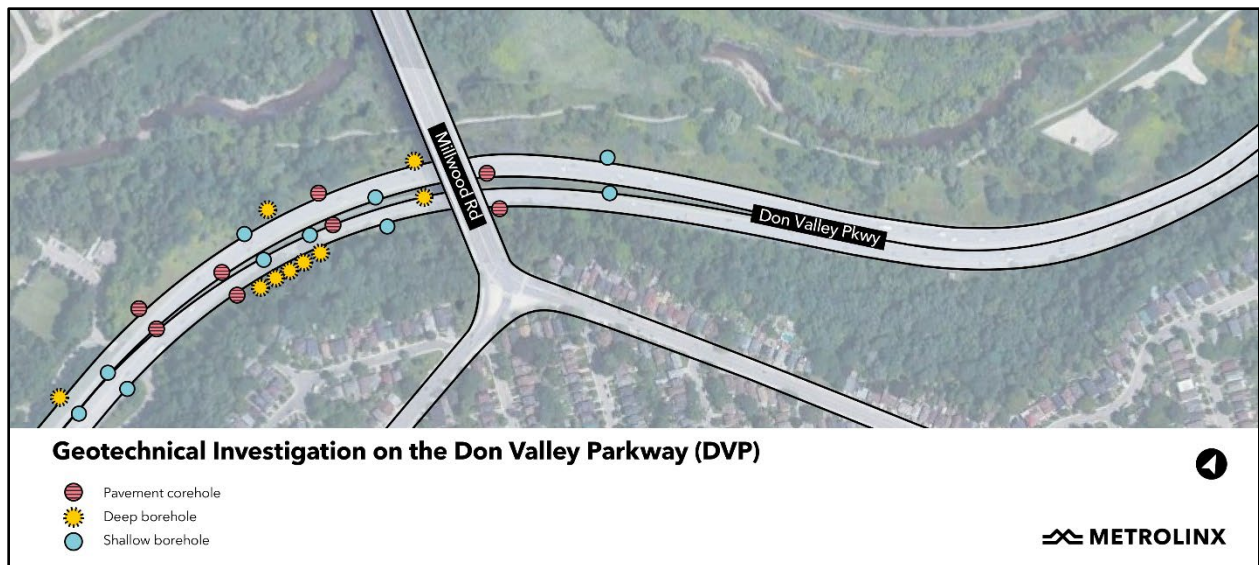 Millwood Rd
Don Valley Pkwy
Geotechnical Investigation on the Don Valley Parkway (DVP)
Pavement corehole
Deep borehole
Shallow borehole
METROLINX